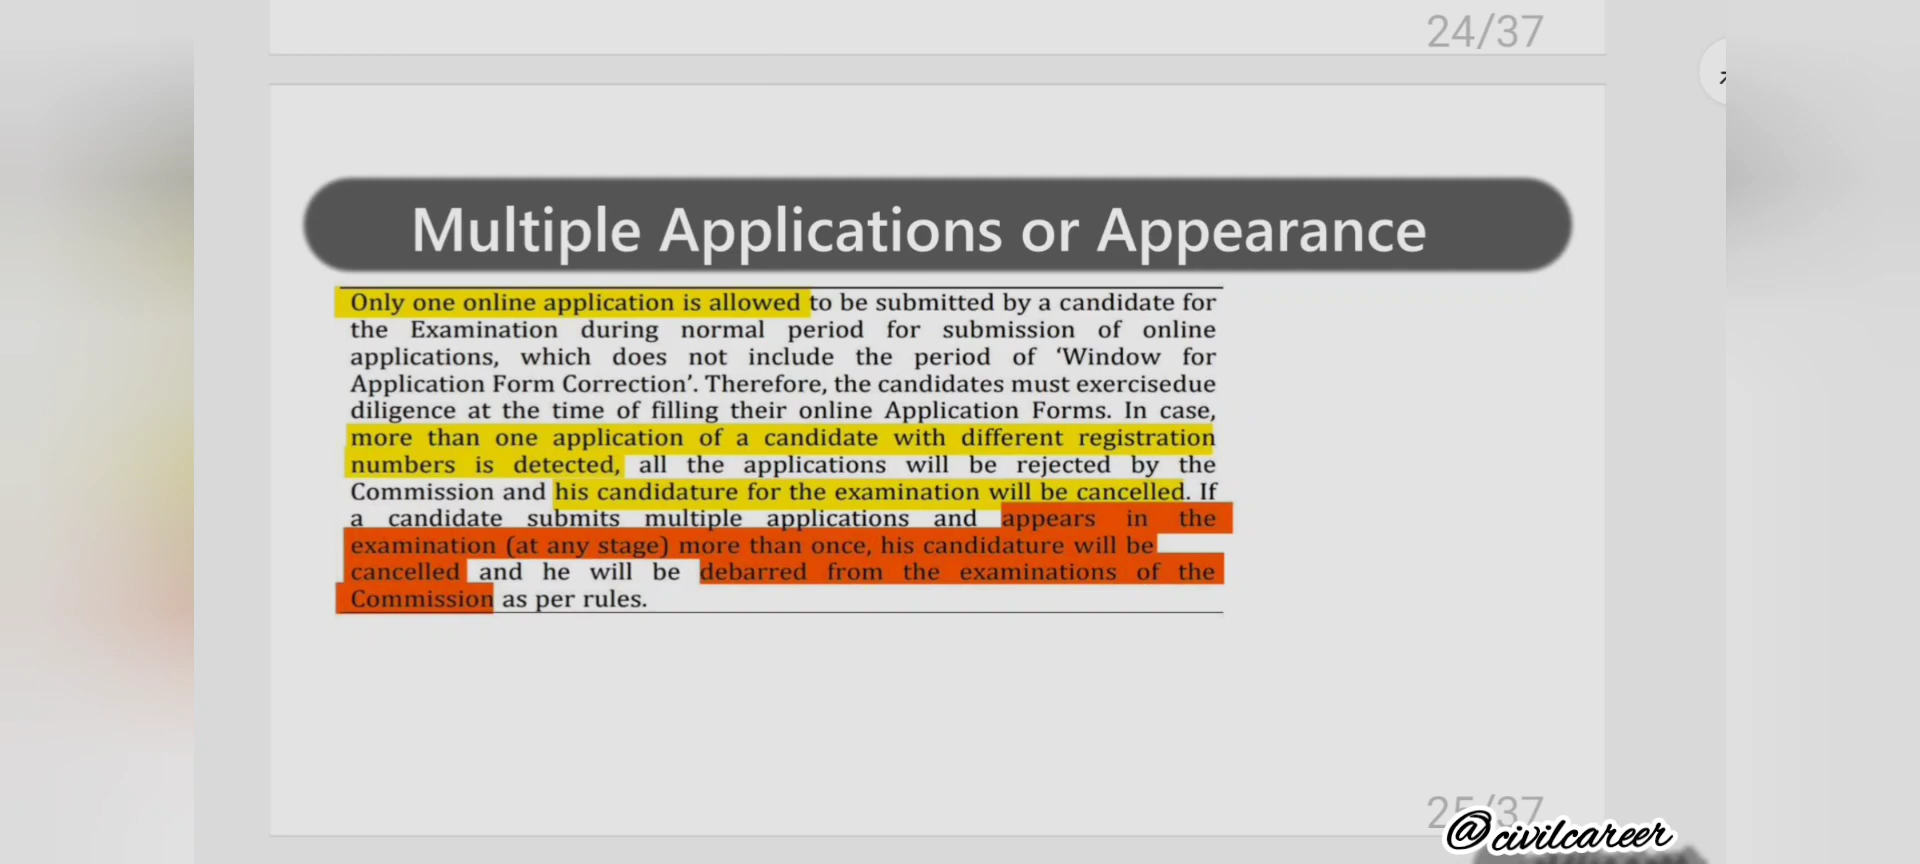 24/37
Multiple Applications or Appearance
Only one online application is allowed to be submitted by a candidate for
the Examination during normal period for submission of online
applications, which does not include the period of ‘Window for
Application Form Correction’. Therefore, the candidates must exercisedue
diligence at the time of filling their online Application Forms. In case,
more than one application of a candidate with different registration
numbers is detected, all the applications will be rejected by the
Commission and his candidature for the examination will be cancelled. If
a candidate submits multiple applications and appears in the
examination (at any stage) more than once, his candidature will be
cancelled and he will be debarred from the examinations of the
Commission as per rules.
25/37
@civilcareer